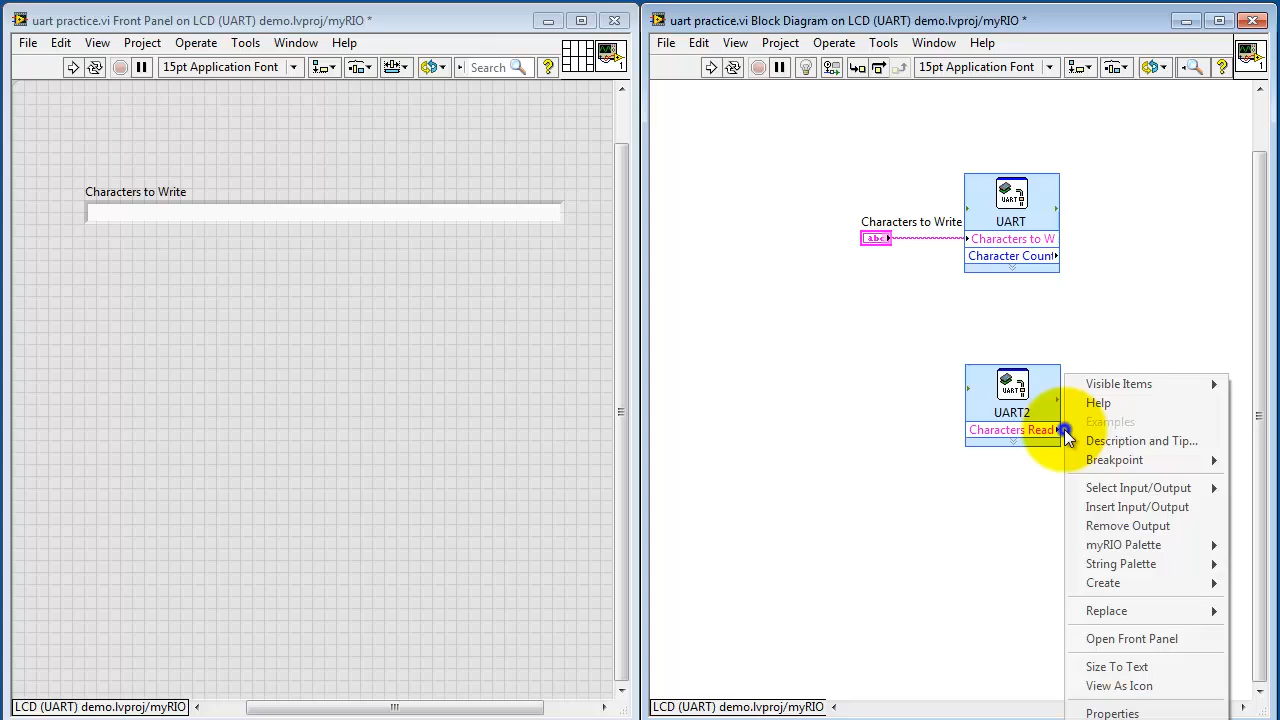 uart practice.vi Front Panel on LCD (UART) demo.lvproj/myRIO *
File Edit View Project Operate Tools Window Help
15pt Application Font
Search
?
1
Characters to Write
LCD (UART) demo.lvproj/myRIO
uart practice.vi Block Diagram on LCD (UART) demo.lvproj/myRIO *
File Edit View Project Operate Tools Window Help
15pt Application Font
?
1
UART
UART
Characters to Write
abc
Characters to W
Character Count
UART
UART2
Characters Read
Visible Items
Help
Examples
Description and Tip...
Breakpoint
Select Input/Output
Insert Input/Output
Remove Output
myRIO Palette
String Palette
Create
Replace
Open Front Panel
Size To Text
View As Icon
Properties
LCD (UART) demo.lvproj/myRIO